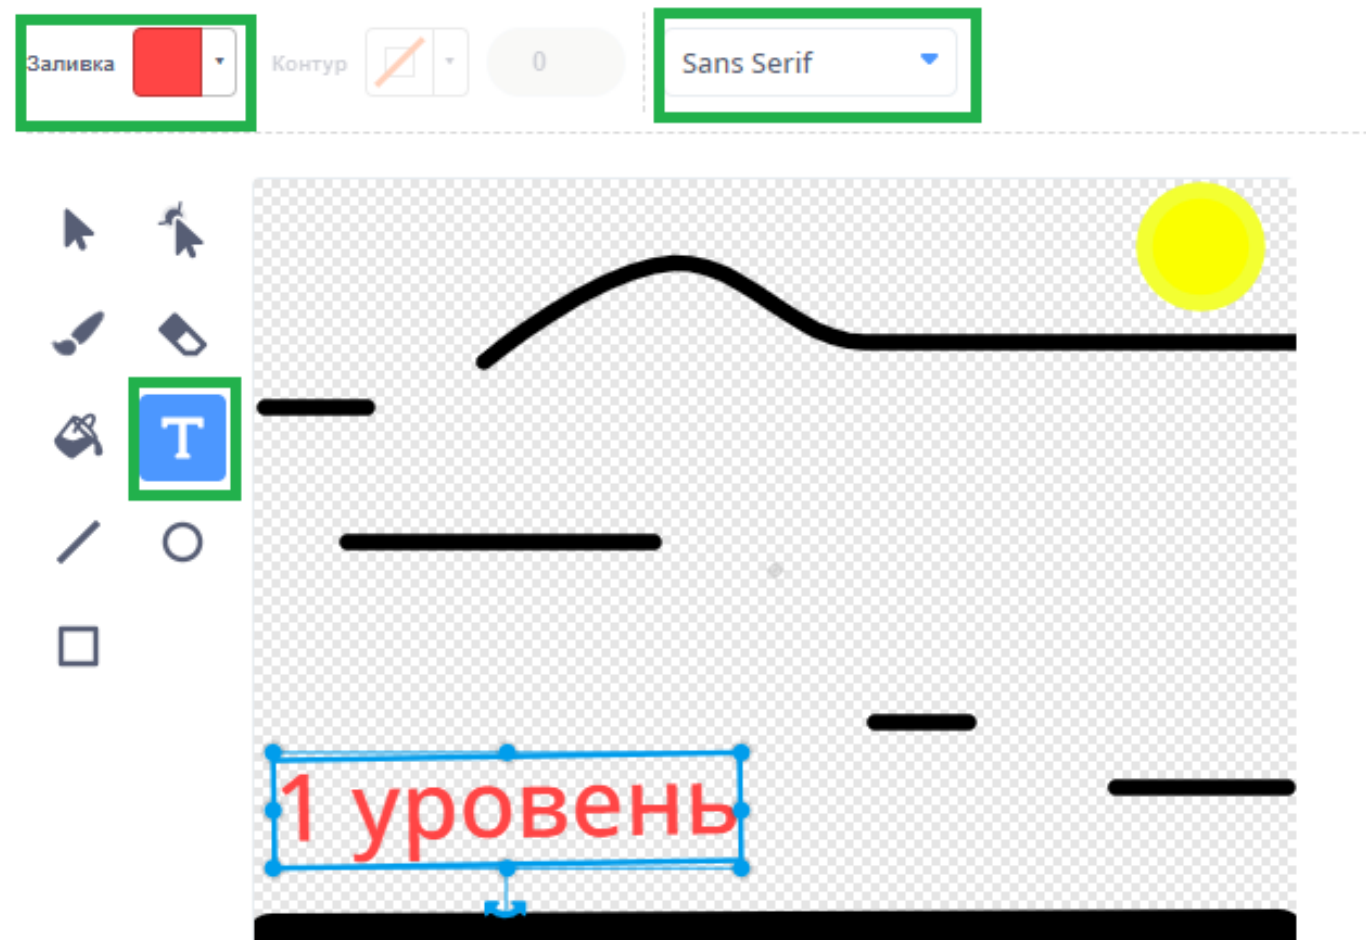 Заливка
Контур
0
Sans Serif
T
1 уровень